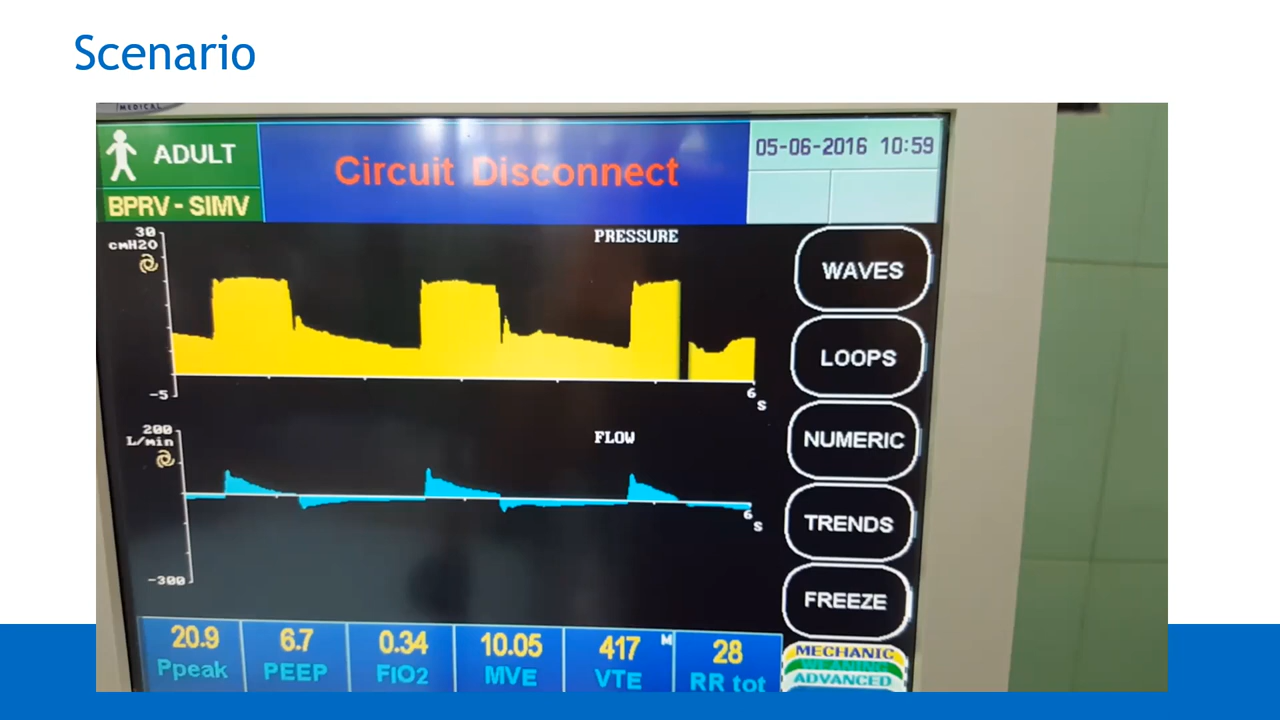 Scenario
MEDICAL
ADULT
BPRV - SIMV
Circuit Disconnect
05-06-2016 10:59
30
cmH2O
PRESSURE
-5
6
s
200
L/min
FLOW
6
s
-300
WAVES
LOOPS
NUMERIC
TRENDS
FREEZE
20.9
Ppeak
6.7
PEEP
0.34
FIO2
10.05
MVE
417 M
VTE
28
RR tot
MECHANIC
WEANING
ADVANCED